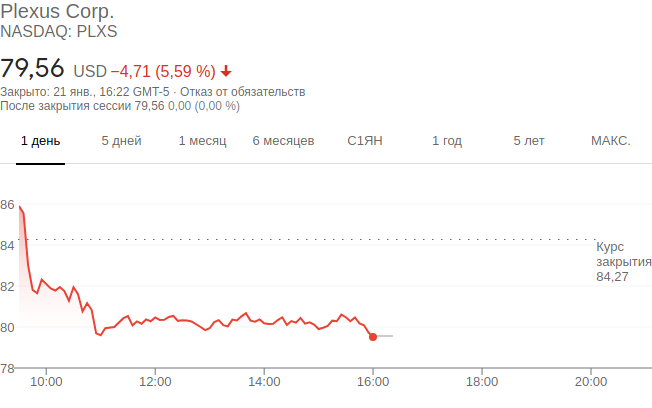 Plexus Corp.
NASDAQ: PLXS
79,56 USD −4,71 (5,59 %)
Закрыто: 21 янв., 16:22 GMT-5 · Отказ от обязательств
После закрытия сессии 79,56 0,00 (0,00 %)
1 день 5 дней 1 месяц 6 месяцев С1ЯН 1 год 5 лет МАКС.
86
84
Курс
закрытия
84,27
82
80
78
10:00 12:00 14:00 16:00 18:00 20:00